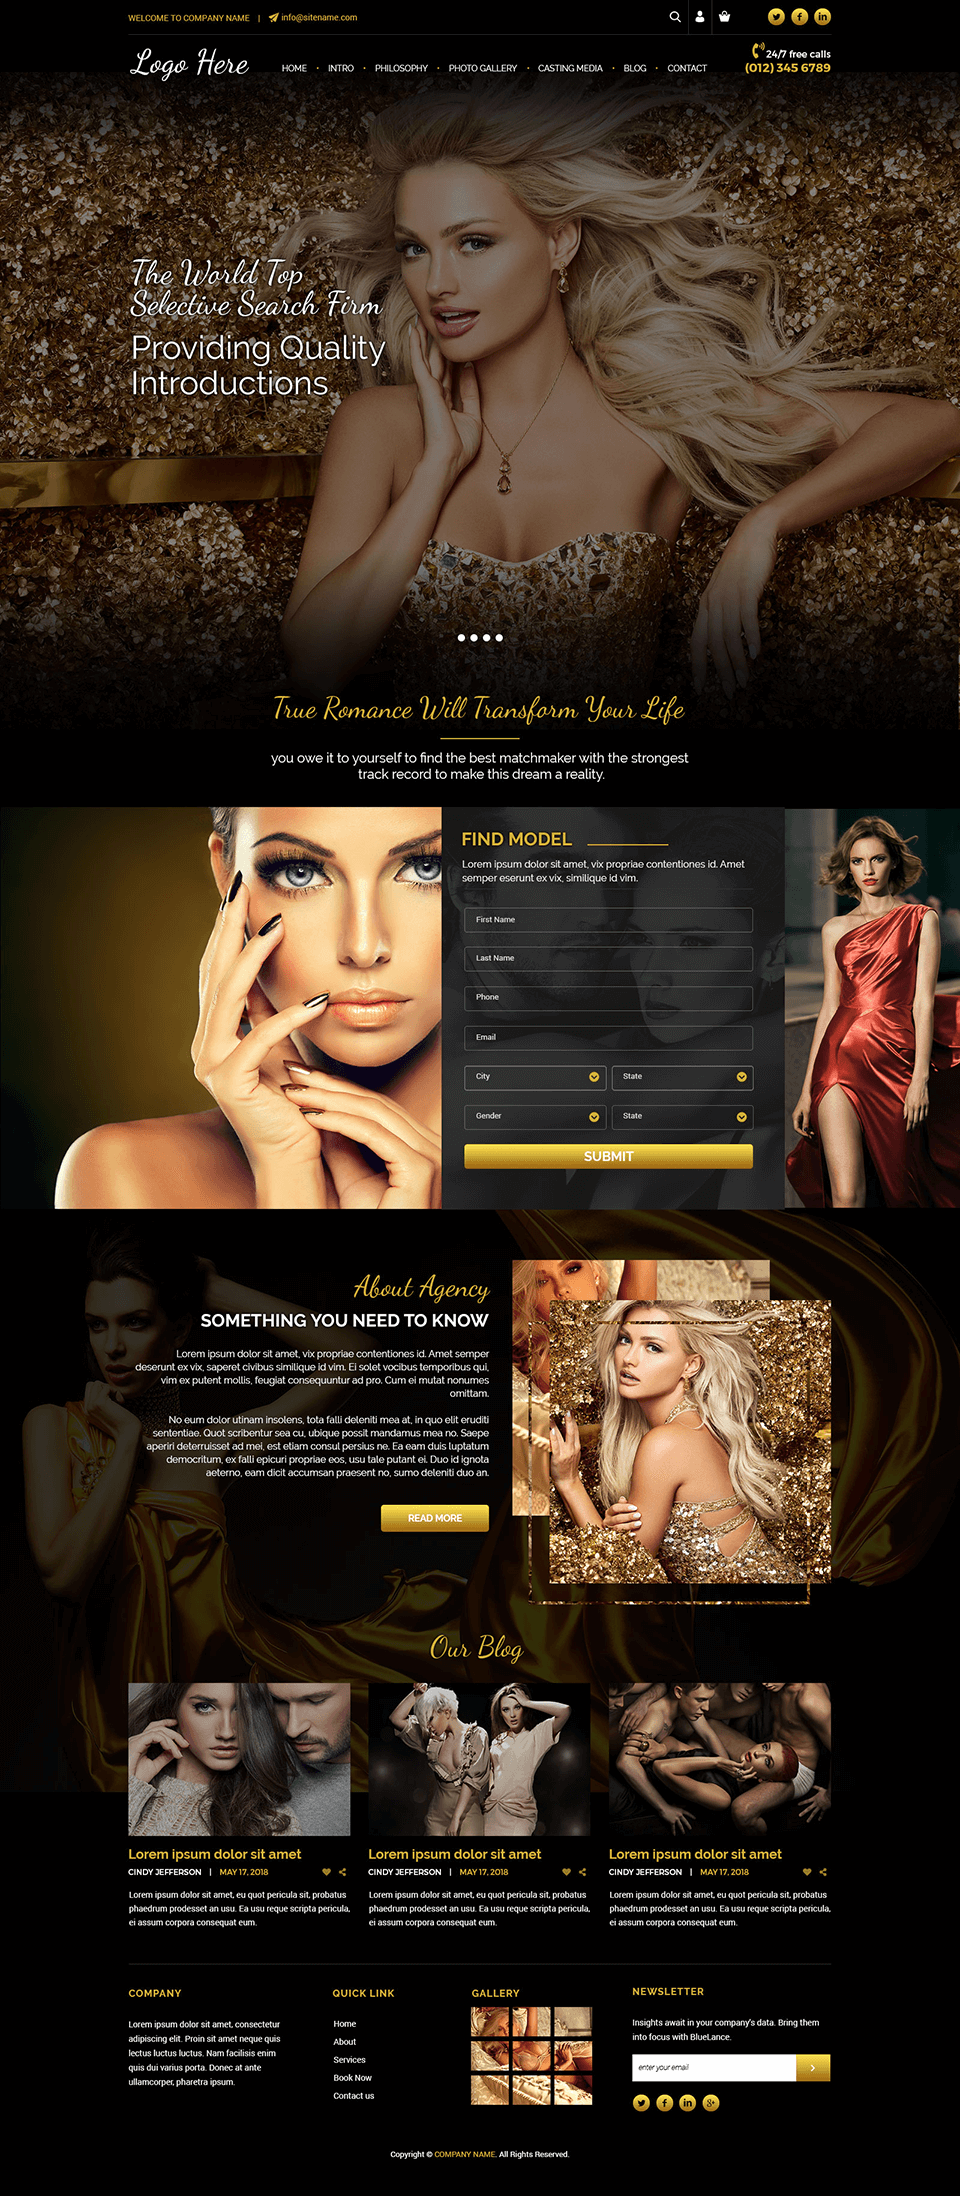 WELCOME TO COMPANY NAME | info@sitename.com
Logo Here
HOME • INTRO • PHILOSOPHY • PHOTO GALLERY • CASTING MEDIA • BLOG • CONTACT
24/7 free calls
(012) 345 6789
The World Top
Selective Search Firm
Providing Quality
Introductions
True Romance Will Transform Your Life
you owe it to yourself to find the best matchmaker with the strongest
track record to make this dream a reality.
FIND MODEL
Lorem ipsum dolor sit amet, vix propriae contentiones id. Amet
semper eserunt ex vix, similique id vim.
First Name
Last Name
Phone
Email
City
State
Gender
State
SUBMIT
About Agency
SOMETHING YOU NEED TO KNOW
Lorem ipsum dolor sit amet, vix propriae contentiones id. Amet semper
deserunt ex vix, saperet civibus similique id vim. Ei solet vocibus temporibus qui,
vim ex putent mollis, feugiat consequuntur ad pro. Cum ei mutat nonumes
omittam.
No eum dolor utinam insolens, tota falli deleniti mea at, in quo elit eruditi
sententiae. Quot scribentur sea cu, ubique possit mandamus mea no. Saepe
aperiri deterruisset ad mei, est etiam consul persius ne. Ea eam duis luptatum
democritum, ex falli epicuri propriae eos, usu tale putant ei. Duo id ignota
aeterno, eam dicit accumsan praesent no, sumo deleniti duo an.
READ MORE
Our Blog
Lorem ipsum dolor sit amet
CINDY JEFFERSON | MAY 17, 2018
Lorem ipsum dolor sit amet, eu quot pericula sit, probatus
phaedrum prodesset an usu. Ea usu reque scripta pericula,
ei assum corpora consequat eum.
Lorem ipsum dolor sit amet
CINDY JEFFERSON | MAY 17, 2018
Lorem ipsum dolor sit amet, eu quot pericula sit, probatus
phaedrum prodesset an usu. Ea usu reque scripta pericula,
ei assum corpora consequat eum.
Lorem ipsum dolor sit amet
CINDY JEFFERSON | MAY 17, 2018
Lorem ipsum dolor sit amet, eu quot pericula sit, probatus
phaedrum prodesset an usu. Ea usu reque scripta pericula,
ei assum corpora consequat eum.
COMPANY
Lorem ipsum dolor sit amet, consectetur
adipiscing elit. Proin sit amet neque quis
lectus luctus luctus. Nam facilisis enim
quis dui varius porta. Donec at ante
ullamcorper, pharetra ipsum.
QUICK LINK
Home
About
Services
Book Now
Contact us
GALLERY
NEWSLETTER
Insights await in your company's data. Bring them
into focus with BlueLance.
enter your email
Copyright © COMPANY NAME. All Rights Reserved.